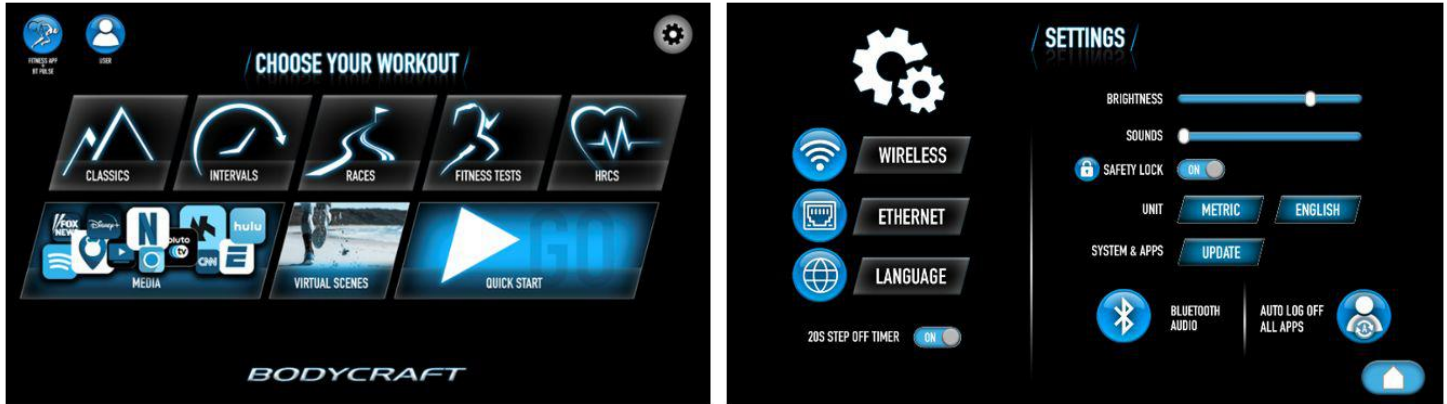 FITNESS APP
BT PULSE
USER
CHOOSE YOUR WORKOUT
CLASSICS
INTERVALS
RACES
FITNESS TESTS
HRCS
FOX
NEWS
Disney+
N
hulu
pluto
tv
CNN
E
MEDIA
VIRTUAL SCENES
GO
QUICK START
BODYCRAFT
SETTINGS
BRIGHTNESS
SOUNDS
WIRELESS
SAFETY LOCK ON
ETHERNET
UNIT METRIC ENGLISH
SYSTEM & APPS UPDATE
LANGUAGE
BLUETOOTH
AUDIO
AUTO LOG OFF
ALL APPS
20S STEP OFF TIMER ON